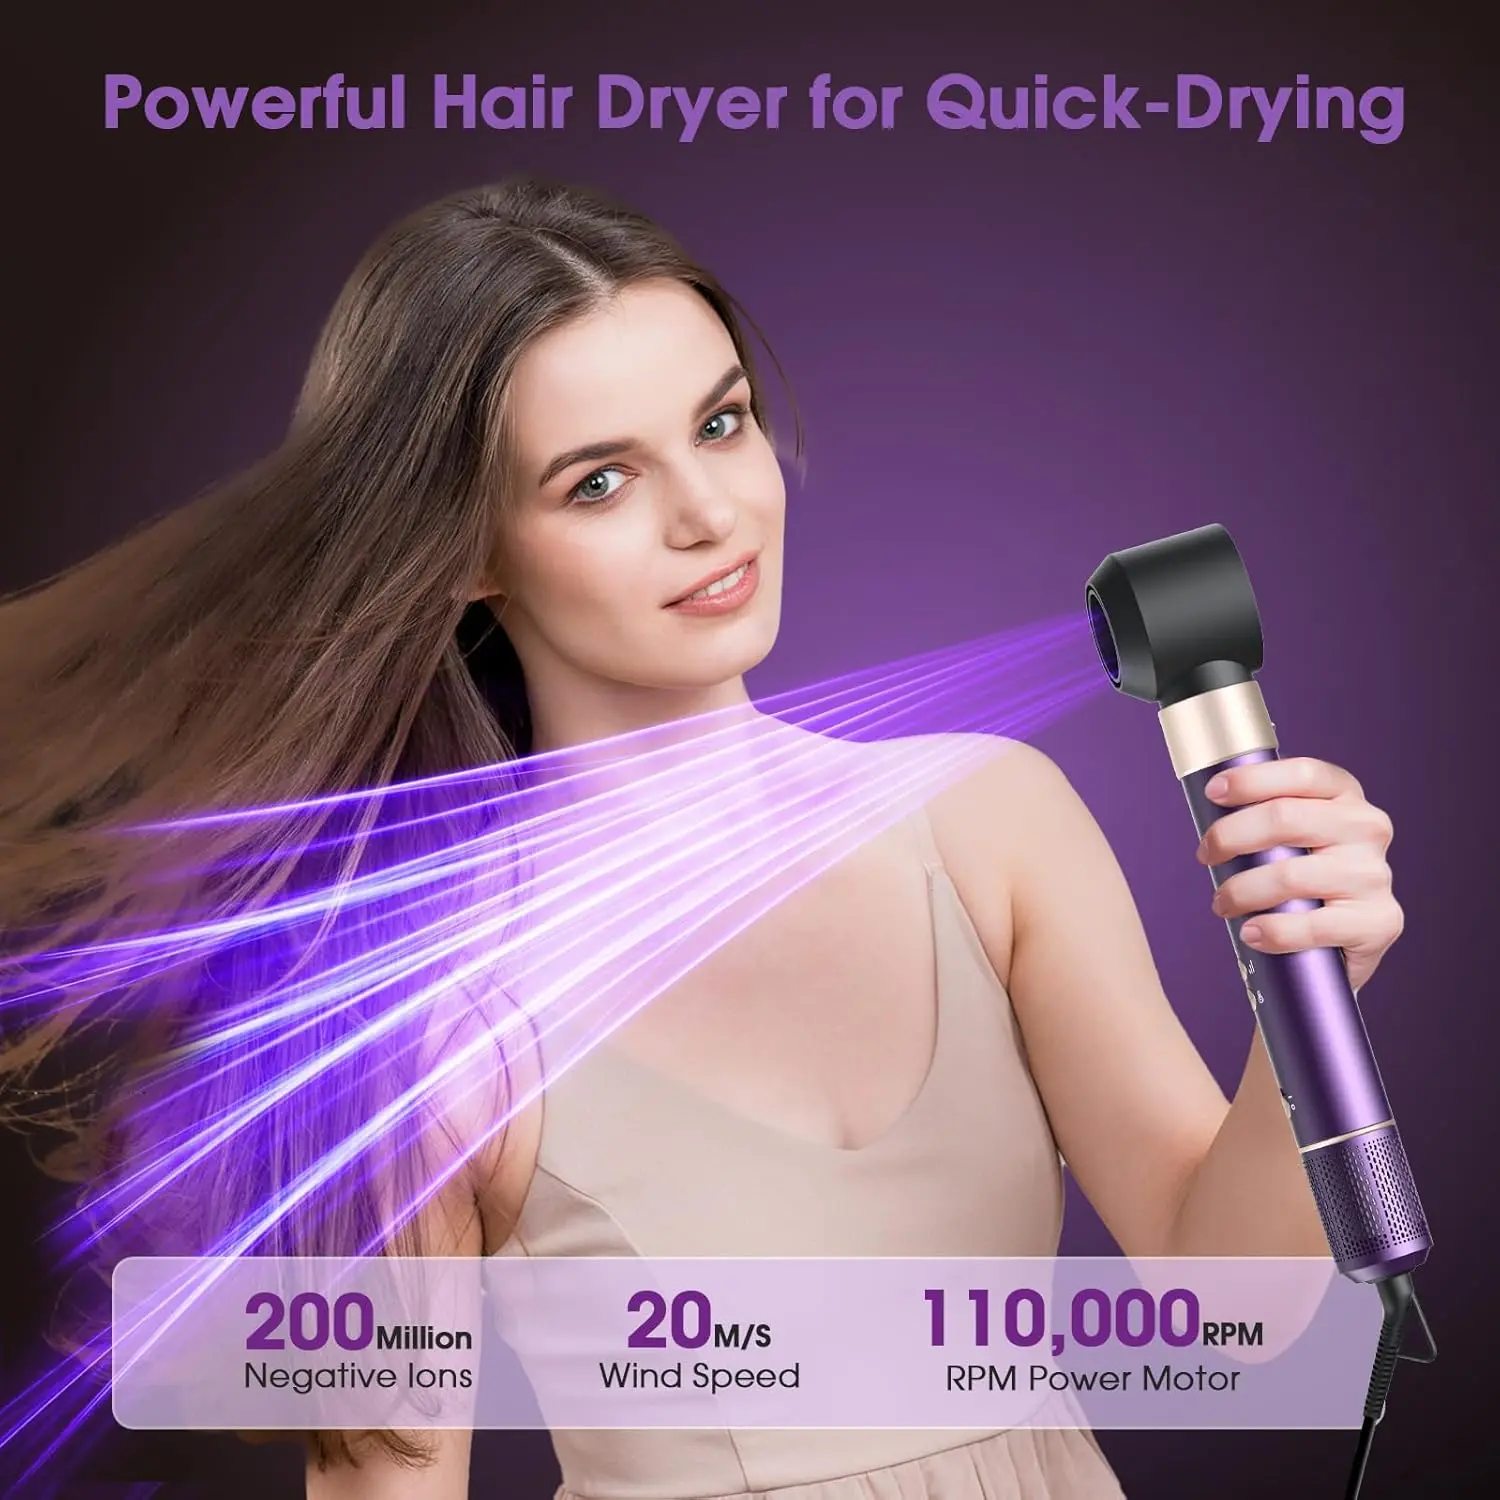 Powerful Hair Dryer for Quick-Drying
200Million 20M/S 110,000RPM
Negative Ions Wind Speed RPM Power Motor